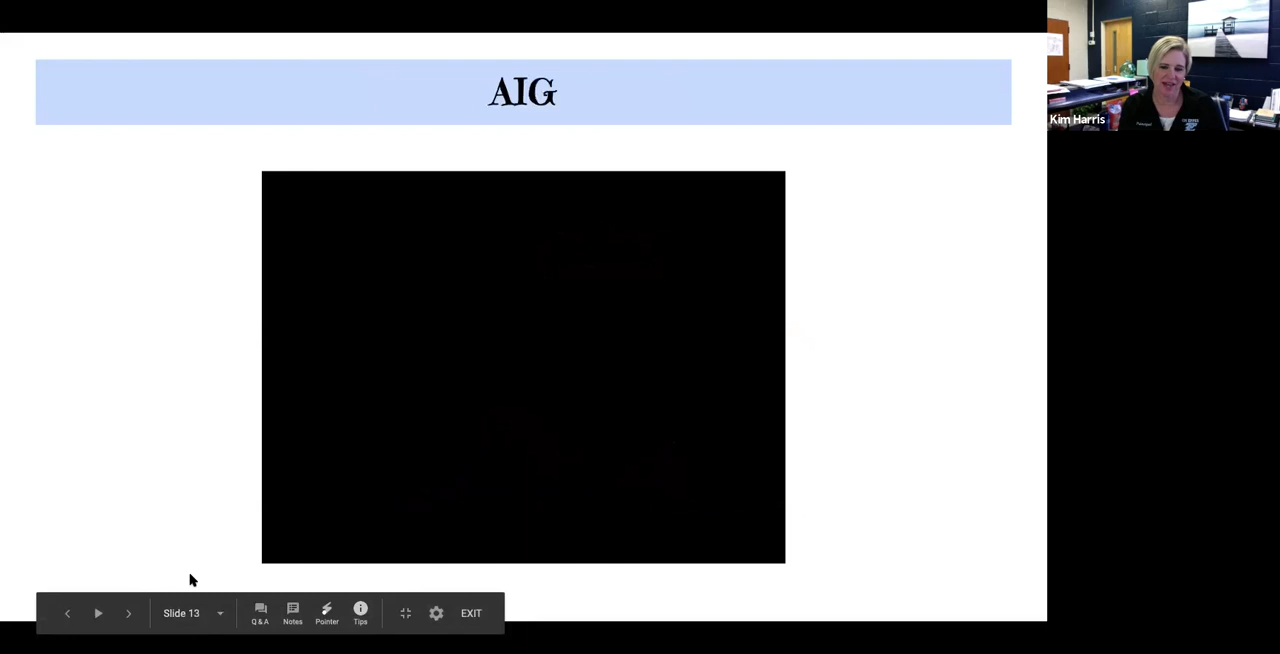 AIG
Kim Harris
Slide 13
Q & A
Notes
Pointer
Tips
EXIT